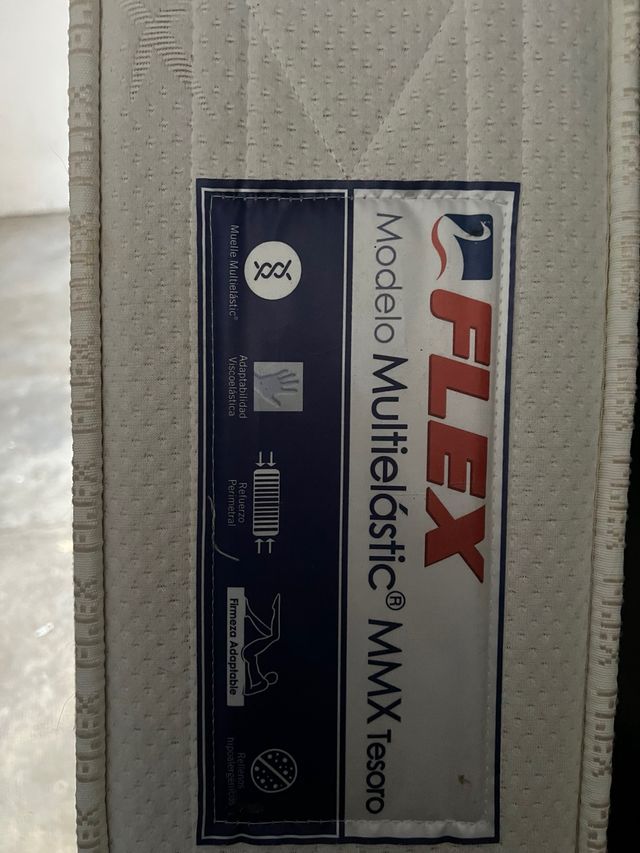 FLEX
Modelo Multielástic® MMX Tesoro
Muelle Multielástic®
Adaptabilidad
Viscoelástica
Refuerzo
Perimetral
Firmeza Adaptable
Rellenos
hipoalergénicos